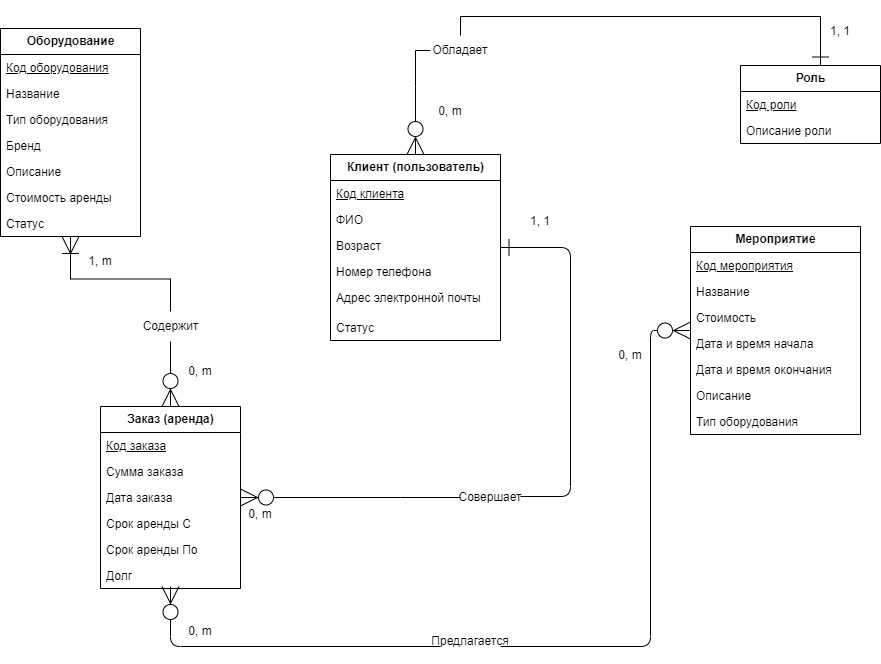 Обладает
1, 1
Оборудование
Код оборудования
Название
Тип оборудования
Бренд
Описание
Стоимость аренды
Статус
1, m
Роль
Код роли
Описание роли
0, m
Клиент (пользователь)
Код клиента
ФИО
Возраст
Номер телефона
Адрес электронной почты
Статус
1, 1
Мероприятие
Код мероприятия
Название
Стоимость
Дата и время начала
Дата и время окончания
Описание
Тип оборудования
0, m
Содержит
0, m
Заказ (аренда)
Код заказа
Сумма заказа
Дата заказа
Срок аренды С
Срок аренды По
Долг
Совершает
0, m
0, m
Предлагается